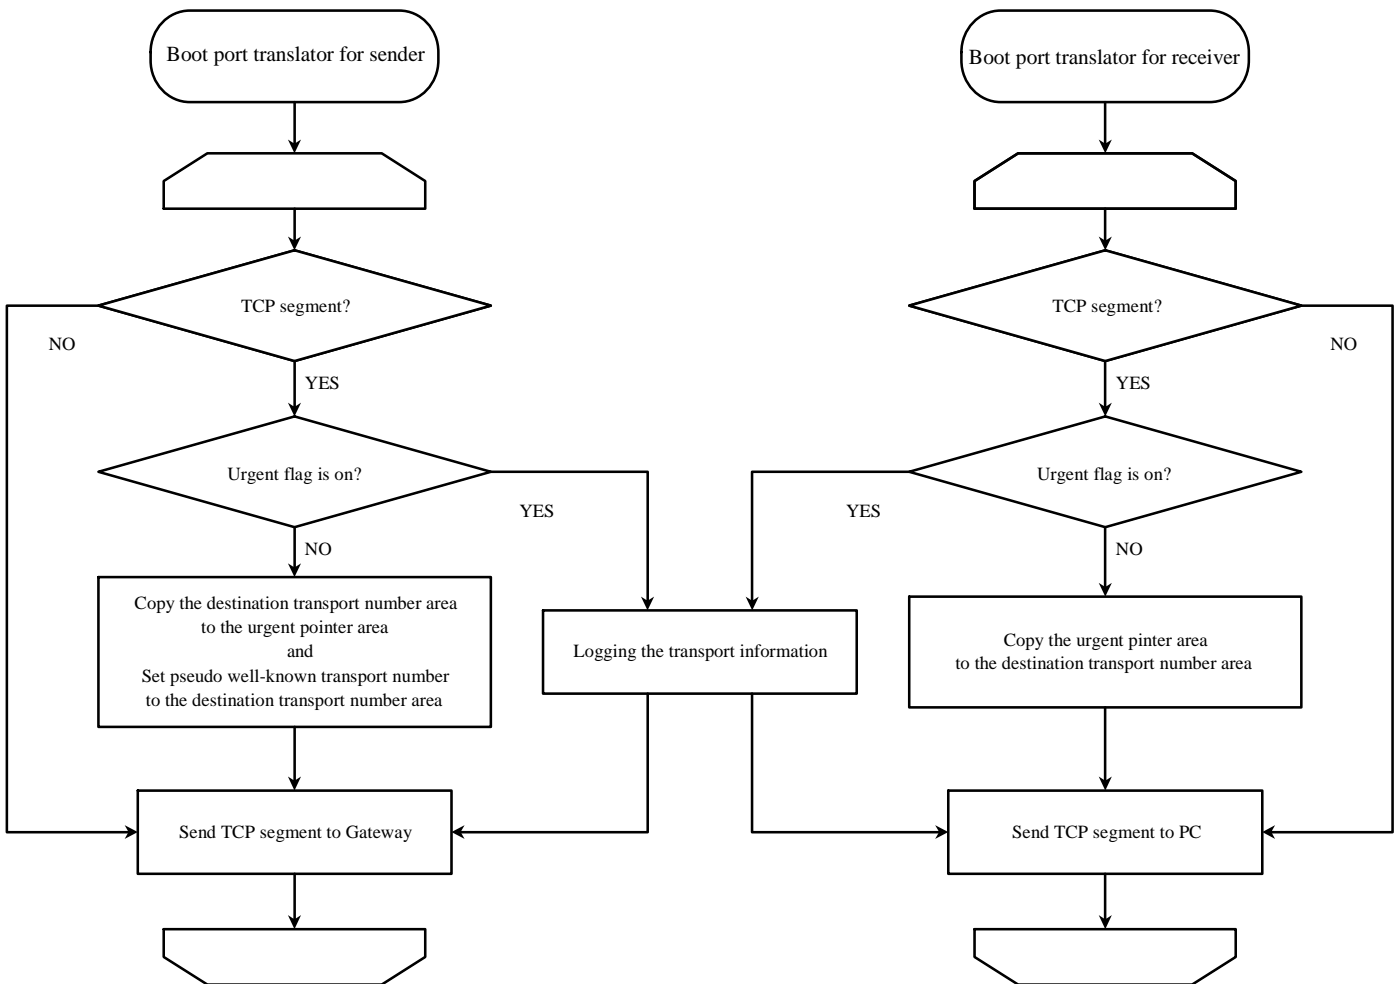 Boot port translator for sender
Boot port translator for receiver
TCP segment?
TCP segment?
NO
NO
YES
YES
Urgent flag is on?
Urgent flag is on?
YES
YES
NO
NO
Copy the destination transport number area
to the urgent pointer area
and
Set pseudo well-known transport number
to the destination transport number area
Logging the transport information
Copy the urgent pinter area
to the destination transport number area
Send TCP segment to Gateway
Send TCP segment to PC